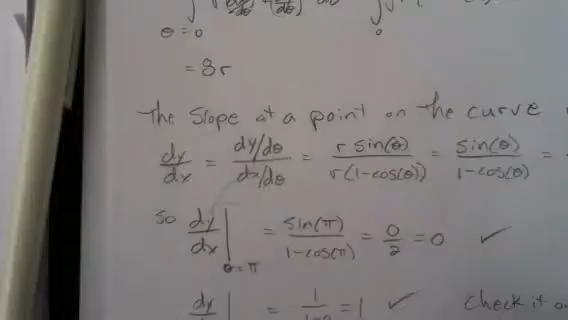 θ = 0
0
= 8r
The slope at a point on the curve
dy/dx = (dy/dθ)/(dx/dθ) = r sin(θ)/r(1-cos(θ)) = sin(θ)/1-cos(θ) =
so dy/dx | θ=π = sin(π)/1-cos(π) = 0/2 = 0 ✓
dy/ | = 1/ = 1 ✓ check it